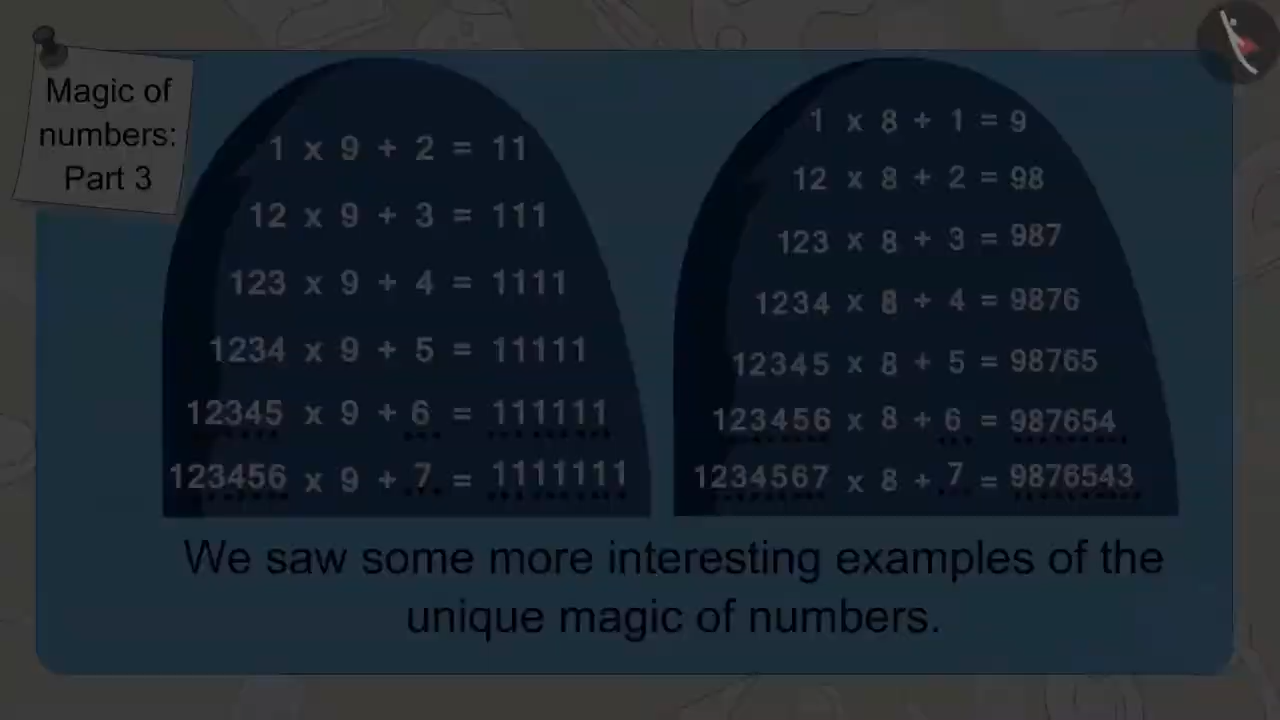 Magic of
numbers:
Part 3
1 x 9 + 2 = 11
12 x 9 + 3 = 111
123 x 9 + 4 = 1111
1234 x 9 + 5 = 11111
12345 x 9 + 6 = 111111
123456 x 9 + 7 = 1111111
1 x 8 + 1 = 9
12 x 8 + 2 = 98
123 x 8 + 3 = 987
1234 x 8 + 4 = 9876
12345 x 8 + 5 = 98765
123456 x 8 + 6 = 987654
1234567 x 8 + 7 = 9876543
We saw some more interesting examples of the
unique magic of numbers.